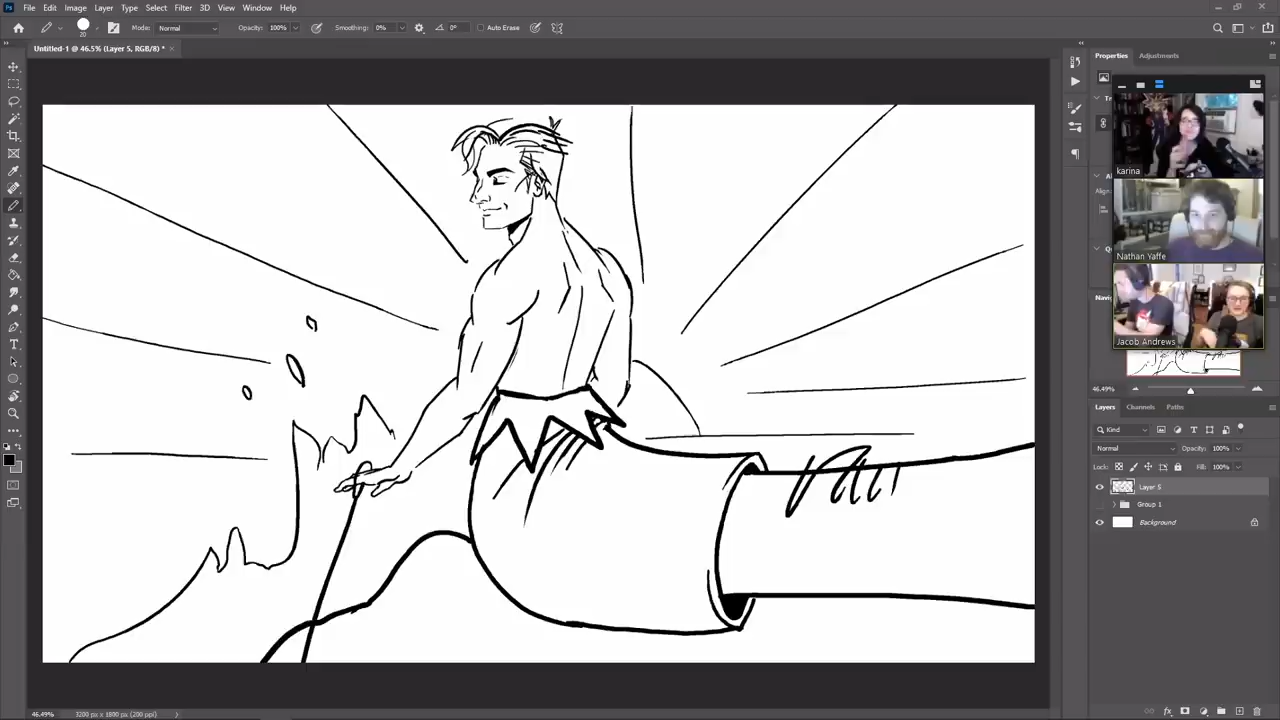 File Edit Image Layer Type Select Filter 3D View Window Help
20 Mode: Normal Opacity: 100% Smoothing: 0% 0° Auto Erase
Untitled-1 @ 46.5% (Layer 5, RGB/8) * ×
Properties Adjustments
karina
Nathan Yaffe
Jacob Andrews
46.49%
Layers Channels Paths
Kind
Normal Opacity: 100%
Lock: Fill: 100%
Layer 5
Group 1
Background
46.49% 3200 px x 1800 px (200 ppi)